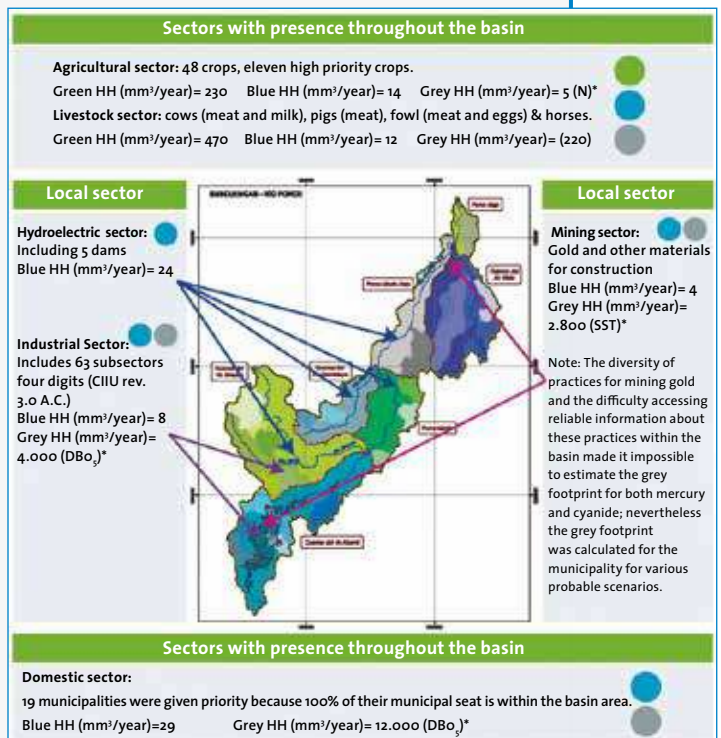 Sectors with presence throughout the basin
Agricultural sector: 48 crops, eleven high priority crops.
Green HH (mm³/year)= 230 Blue HH (mm³/year)= 14 Grey HH (mm³/year)= 5 (N)*
Livestock sector: cows (meat and milk), pigs (meat), fowl (meat and eggs) & horses.
Green HH (mm³/year)= 470 Blue HH (mm³/year)= 12 Grey HH (mm³/year)= (220)
Local sector
Hydroelectric sector:
Including 5 dams
Blue HH (mm³/year)= 24
Industrial Sector:
Includes 63 subsectors
four digits (CIIU rev.
3.0 A.C.)
Blue HH (mm³/year)= 8
Grey HH (mm³/year)=
4.000 (DBO₅)*
Local sector
Mining sector:
Gold and other materials
for construction
Blue HH (mm³/year)= 4
Grey HH (mm³/year)=
2.800 (SST)*
Note: The diversity of
practices for mining gold
and the difficulty accessing
reliable information about
these practices within the
basin made it impossible
to estimate the grey
footprint for both mercury
and cyanide; nevertheless
the grey footprint
was calculated for the
municipality for various
probable scenarios.
Sectors with presence throughout the basin
Domestic sector:
19 municipalities were given priority because 100% of their municipal seat is within the basin area.
Blue HH (mm³/year)=29 Grey HH (mm³/year)= 12.000 (DBO₅)*